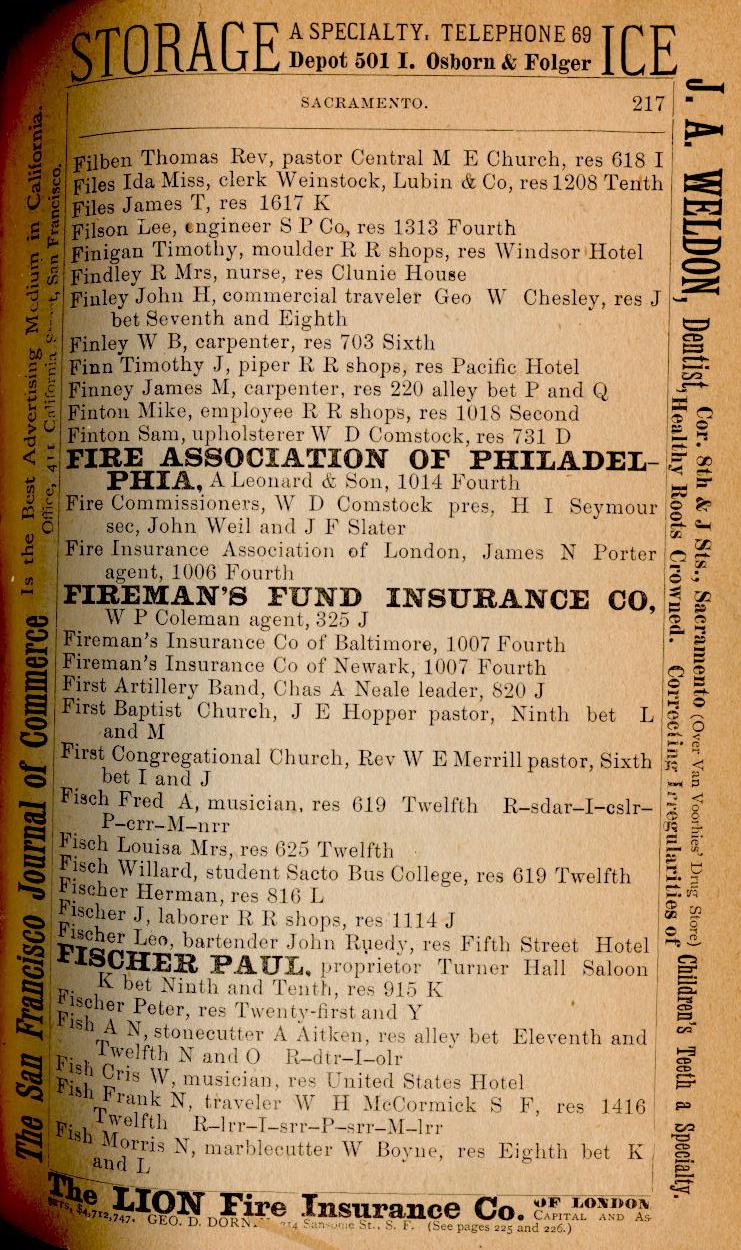 STORAGE A SPECIALTY. TELEPHONE 69 ICE
Depot 501 I. Osborn & Folger
SACRAMENTO. 217
Filben Thomas Rev, pastor Central M E Church, res 618 I
Files Ida Miss, clerk Weinstock, Lubin & Co, res 1208 Tenth
Files James T, res 1617 K
Filson Lee, engineer S P Co, res 1313 Fourth
Finigan Timothy, moulder R R shops, res Windsor Hotel
Findley R Mrs, nurse, res Clunie House
Finley John H, commercial traveler Geo W Chesley, res J
bet Seventh and Eighth
Finley W B, carpenter, res 703 Sixth
Finn Timothy J, piper R R shops, res Pacific Hotel
Finney James M, carpenter, res 220 alley bet P and Q
Finton Mike, employee R R shops, res 1018 Second
Finton Sam, upholsterer W D Comstock, res 731 D
FIRE ASSOCIATION OF PHILADEL-
PHIA, A Leonard & Son, 1014 Fourth
Fire Commissioners, W D Comstock pres, H I Seymour
sec, John Weil and J F Slater
Fire Insurance Association of London, James N Porter
agent, 1006 Fourth
FIREMAN'S FUND INSURANCE CO,
W P Coleman agent, 325 J
Fireman's Insurance Co of Baltimore, 1007 Fourth
Fireman's Insurance Co of Newark, 1007 Fourth
First Artillery Band, Chas A Neale leader, 820 J
First Baptist Church, J E Hopper pastor, Ninth bet L
and M
First Congregational Church, Rev W E Merrill pastor, Sixth
bet I and J
Fisch Fred A, musician, res 619 Twelfth R-sdar-I-cslr-
P-crr-M-nrr
Fisch Louisa Mrs, res 625 Twelfth
Fisch Willard, student Sacto Bus College, res 619 Twelfth
Fischer Herman, res 816 L
Fischer J, laborer R R shops, res 1114 J
Fischer Leo, bartender John Ruedy, res Fifth Street Hotel
FISCHER PAUL, proprietor Turner Hall Saloon
K bet Ninth and Tenth, res 915 K
Fischer Peter, res Twenty-first and Y
Fish A N, stonecutter A Aitken, res alley bet Eleventh and
Twelfth N and O R-dtr-I-olr
Fish Cris W, musician, res United States Hotel
Fish Frank N, traveler W H McCormick S F, res 1416
Twelfth R-lrr-I-srr-P-srr-M-lrr
Fish Morris N, marblecutter W Boyne, res Eighth bet K
and L
The LION Fire Insurance Co. OF LONDON
CAPITAL AND AS-
SETS, $4,712,747. GEO. D. DORN. 214 Sansome St., S. F. (See pages 225 and 226.)
The San Francisco Journal of Commerce Is the Best Advertising Medium in California.
Office, 411 California San Francisco.
J. A. WELDON, Dentist, Cor. 8th & J Sts., Sacramento (Over Van Voorhies' Drug Store)
Healthy Roots Crowned. Correcting Irregularities of Children's Teeth a Specialty.